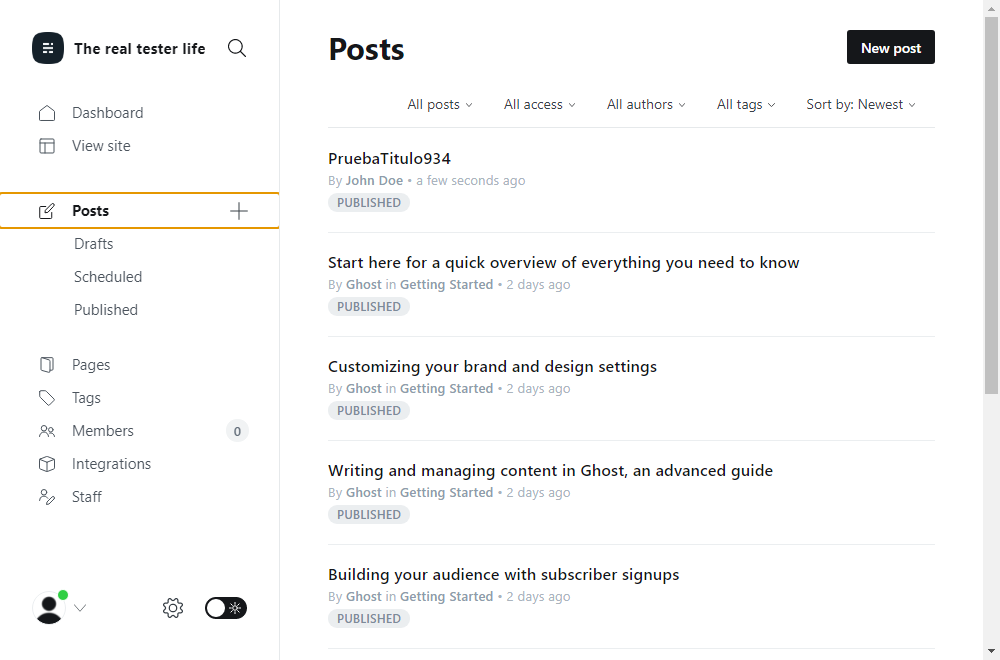 The real tester life
Dashboard
View site
Posts
Drafts
Scheduled
Published
Pages
Tags
Members 0
Integrations
Staff
Posts
New post
All posts All access All authors All tags Sort by: Newest
PruebaTitulo934
By John Doe • a few seconds ago
PUBLISHED
Start here for a quick overview of everything you need to know
By Ghost in Getting Started • 2 days ago
PUBLISHED
Customizing your brand and design settings
By Ghost in Getting Started • 2 days ago
PUBLISHED
Writing and managing content in Ghost, an advanced guide
By Ghost in Getting Started • 2 days ago
PUBLISHED
Building your audience with subscriber signups
By Ghost in Getting Started • 2 days ago
PUBLISHED